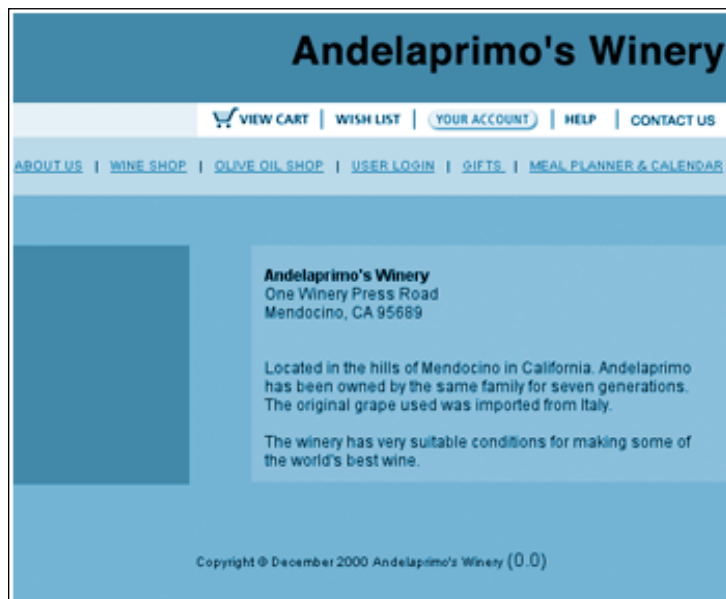 Andelaprimo's Winery
VIEW CART | WISH LIST | YOUR ACCOUNT | HELP | CONTACT US
ABOUT US | WINE SHOP | OLIVE OIL SHOP | USER LOGIN | GIFTS | MEAL PLANNER & CALENDAR
Andelaprimo's Winery
One Winery Press Road
Mendocino, CA 95689
Located in the hills of Mendocino in California. Andelaprimo
has been owned by the same family for seven generations.
The original grape used was imported from Italy.
The winery has very suitable conditions for making some of
the world's best wine.
Copyright © December 2000 Andelaprimo's Winery (0.0)